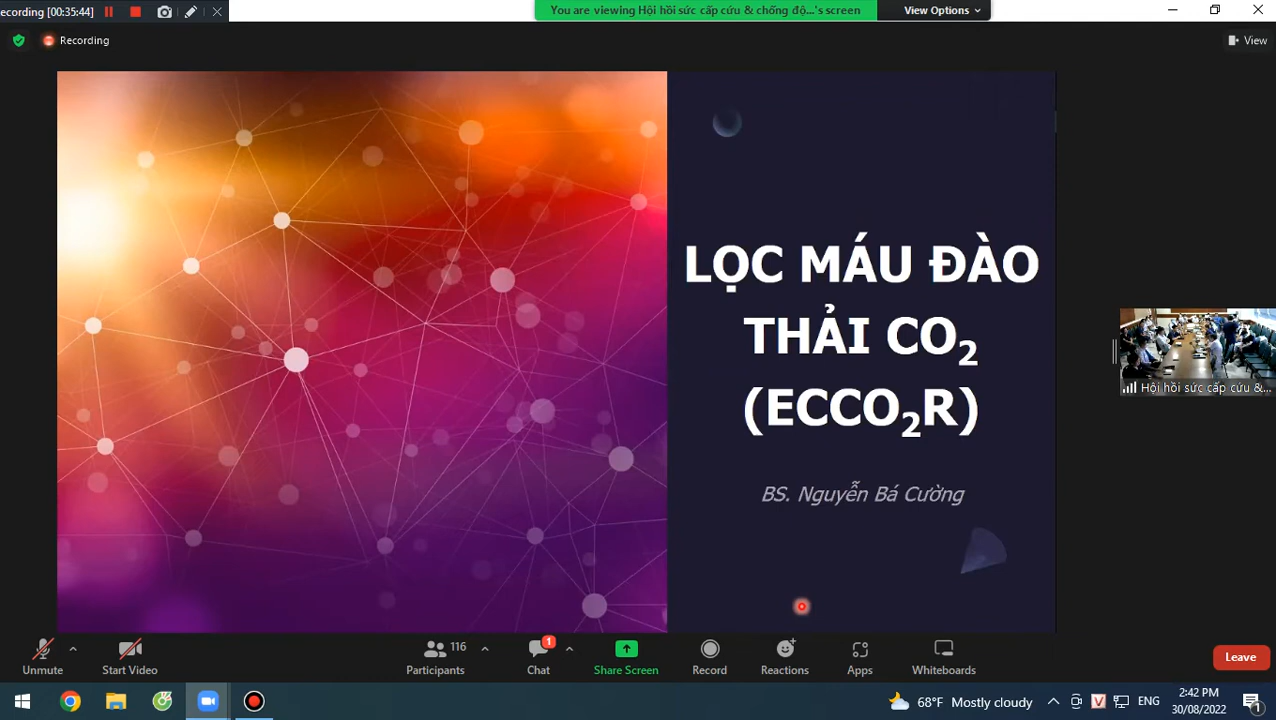 ecording [00:35:44]
You are viewing Hội hồi sức cấp cứu & chống độ...'s screen
View Options
Recording
View
LỌC MÁU ĐÀO
THẢI CO₂
(ECCO₂R)
BS. Nguyễn Bá Cường
Hội hồi sức cấp cứu &...
Unmute
Start Video
116
Participants
1
Chat
Share Screen
Record
Reactions
Apps
Whiteboards
Leave
68°F Mostly cloudy
V
ENG
2:42 PM
30/08/2022
1